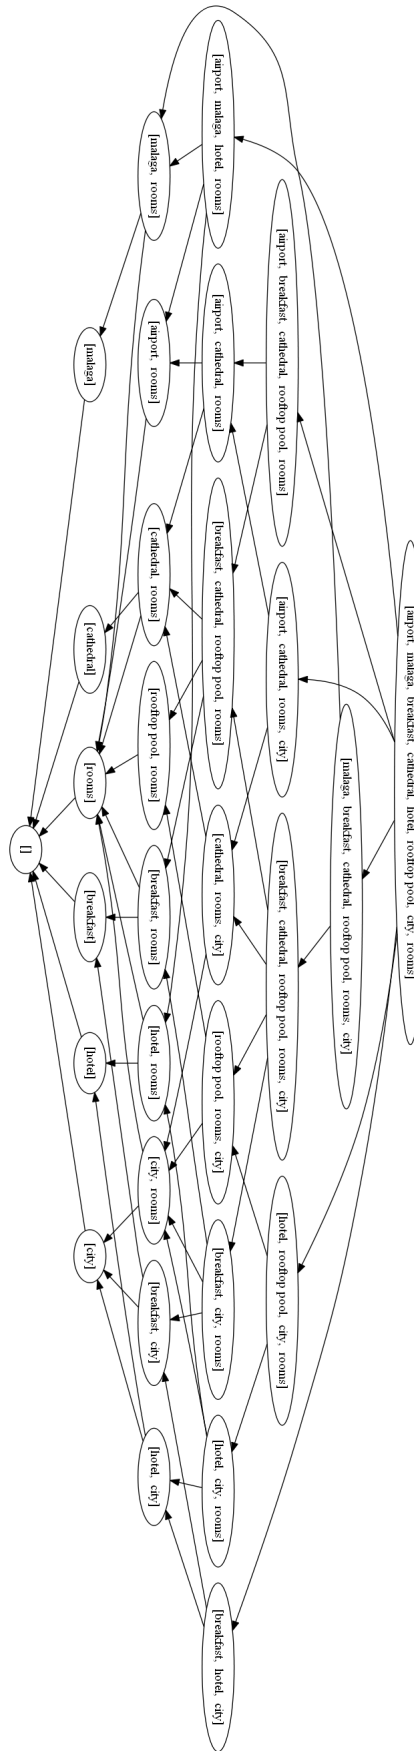 [airport, malaga, breakfast, cathedral, hotel, rooftop pool, city, rooms]
[malaga, breakfast, cathedral, rooftop pool, rooms, city]
[airport, breakfast, cathedral, rooftop pool, rooms]
[airport, cathedral, rooms, city]
[breakfast, cathedral, rooftop pool, rooms, city]
[hotel, rooftop pool, city, rooms]
[airport, malaga, hotel, rooms]
[airport, cathedral, rooms]
[breakfast, cathedral, rooftop pool, rooms]
[cathedral, rooms, city]
[rooftop pool, rooms, city]
[breakfast, city, rooms]
[hotel, city, rooms]
[breakfast, hotel, city]
[malaga, rooms]
[airport, rooms]
[cathedral, rooms]
[rooftop pool, rooms]
[breakfast, rooms]
[hotel, rooms]
[city, rooms]
[breakfast, city]
[hotel, city]
[malaga]
[cathedral]
[rooms]
[breakfast]
[hotel]
[city]
[]